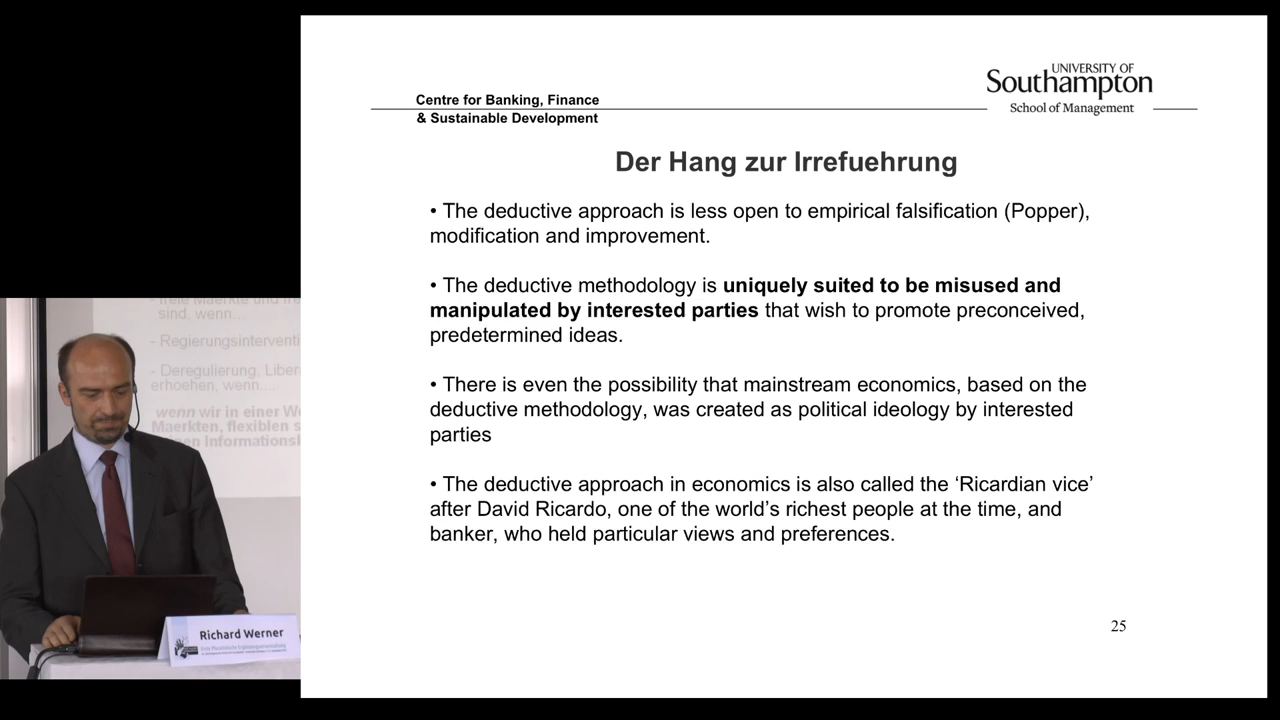 Centre for Banking, Finance
& Sustainable Development
UNIVERSITY OF
Southampton
School of Management
Der Hang zur Irrefuehrung
• The deductive approach is less open to empirical falsification (Popper),
modification and improvement.
• The deductive methodology is uniquely suited to be misused and
manipulated by interested parties that wish to promote preconceived,
predetermined ideas.
• There is even the possibility that mainstream economics, based on the
deductive methodology, was created as political ideology by interested
parties
• The deductive approach in economics is also called the ‘Ricardian vice’
after David Ricardo, one of the world’s richest people at the time, and
banker, who held particular views and preferences.
25
- freie Maerkte und
sind, wenn...
- Regierungsinterventi
- Deregulierung, Liber
erhoehen, wenn.....
wenn wir in einer
Maerkten, flexiblen
Richard Werner